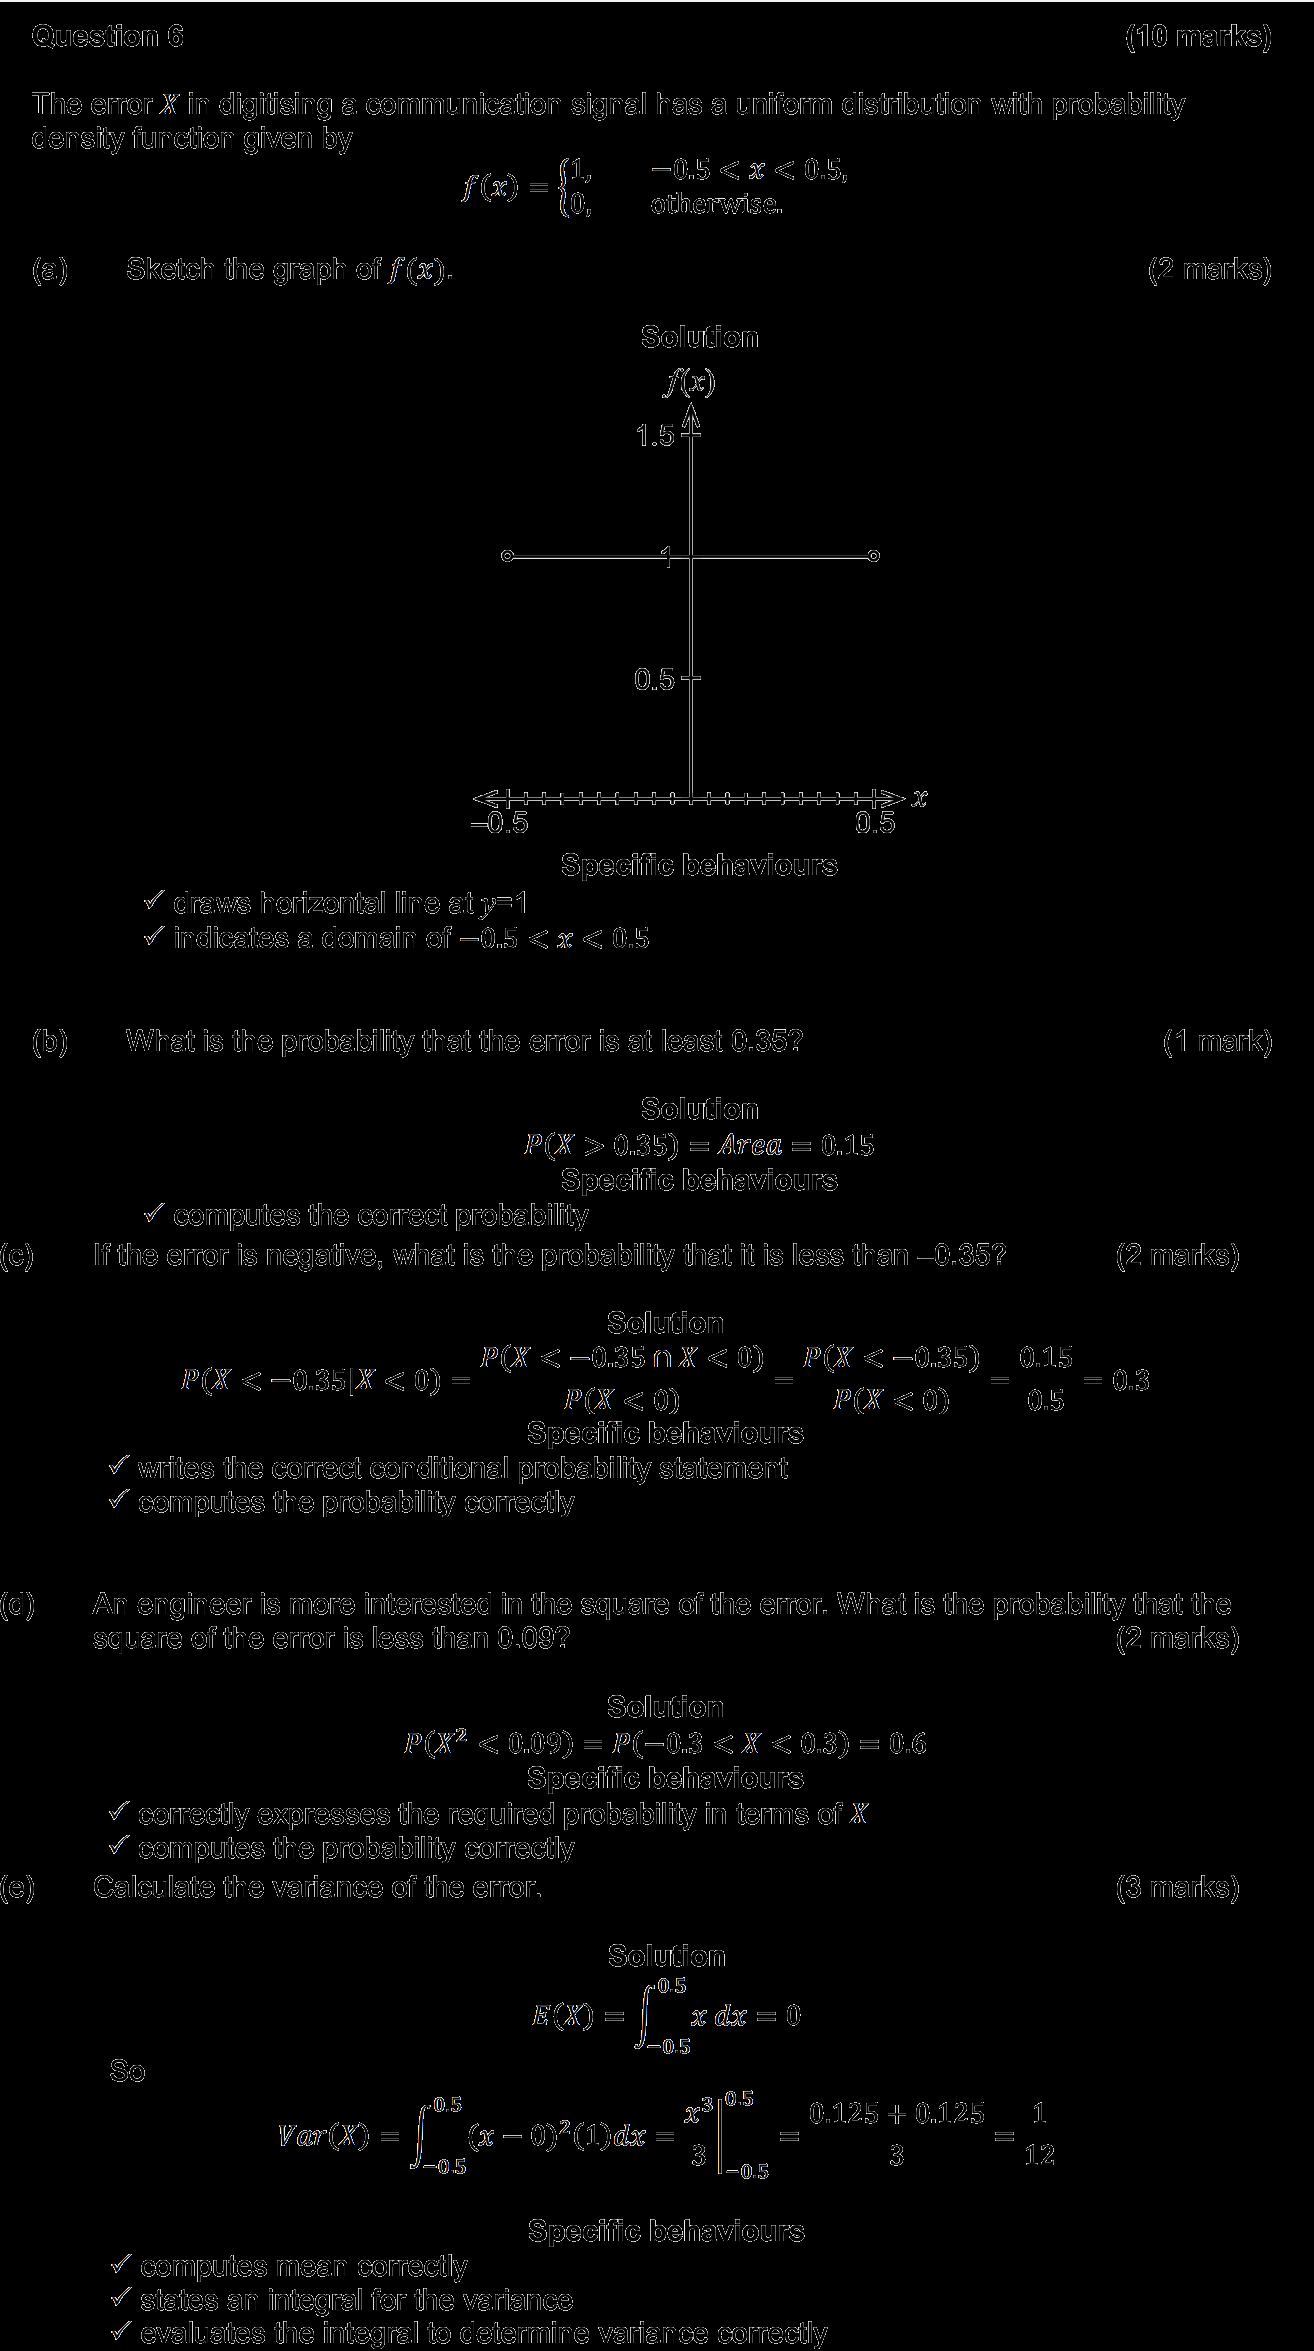 Question 6 (10 marks)
The error X in digitising a communication signal has a uniform distribution with probability
density function given by
f(x) = {1, −0.5 < x < 0.5,
0, otherwise.
(a) Sketch the graph of f(x). (2 marks)
Solution
f(x)
1.5
1
0.5
x
−0.5 0.5
Specific behaviours
✓ draws horizontal line at y=1
✓ indicates a domain of −0.5 < x < 0.5
(b) What is the probability that the error is at least 0.35? (1 mark)
Solution
P(X > 0.35) = Area = 0.15
Specific behaviours
✓ computes the correct probability
(c) If the error is negative, what is the probability that it is less than –0.35? (2 marks)
Solution
P(X < −0.35|X < 0) = P(X < −0.35 ∩ X < 0) / P(X < 0) = P(X < −0.35) / P(X < 0) = 0.15 / 0.5 = 0.3
Specific behaviours
✓ writes the correct conditional probability statement
✓ computes the probability correctly
(d) An engineer is more interested in the square of the error. What is the probability that the
square of the error is less than 0.09? (2 marks)
Solution
P(X² < 0.09) = P(−0.3 < X < 0.3) = 0.6
Specific behaviours
✓ correctly expresses the required probability in terms of X
✓ computes the probability correctly
(e) Calculate the variance of the error. (3 marks)
Solution
E(X) = ∫_{−0.5}^{0.5} x dx = 0
So
Var(X) = ∫_{−0.5}^{0.5} (x − 0)²(1)dx = x³/3 |_{−0.5}^{0.5} = (0.125 + 0.125)/3 = 1/12
Specific behaviours
✓ computes mean correctly
✓ states an integral for the variance
✓ evaluates the integral to determine variance correctly